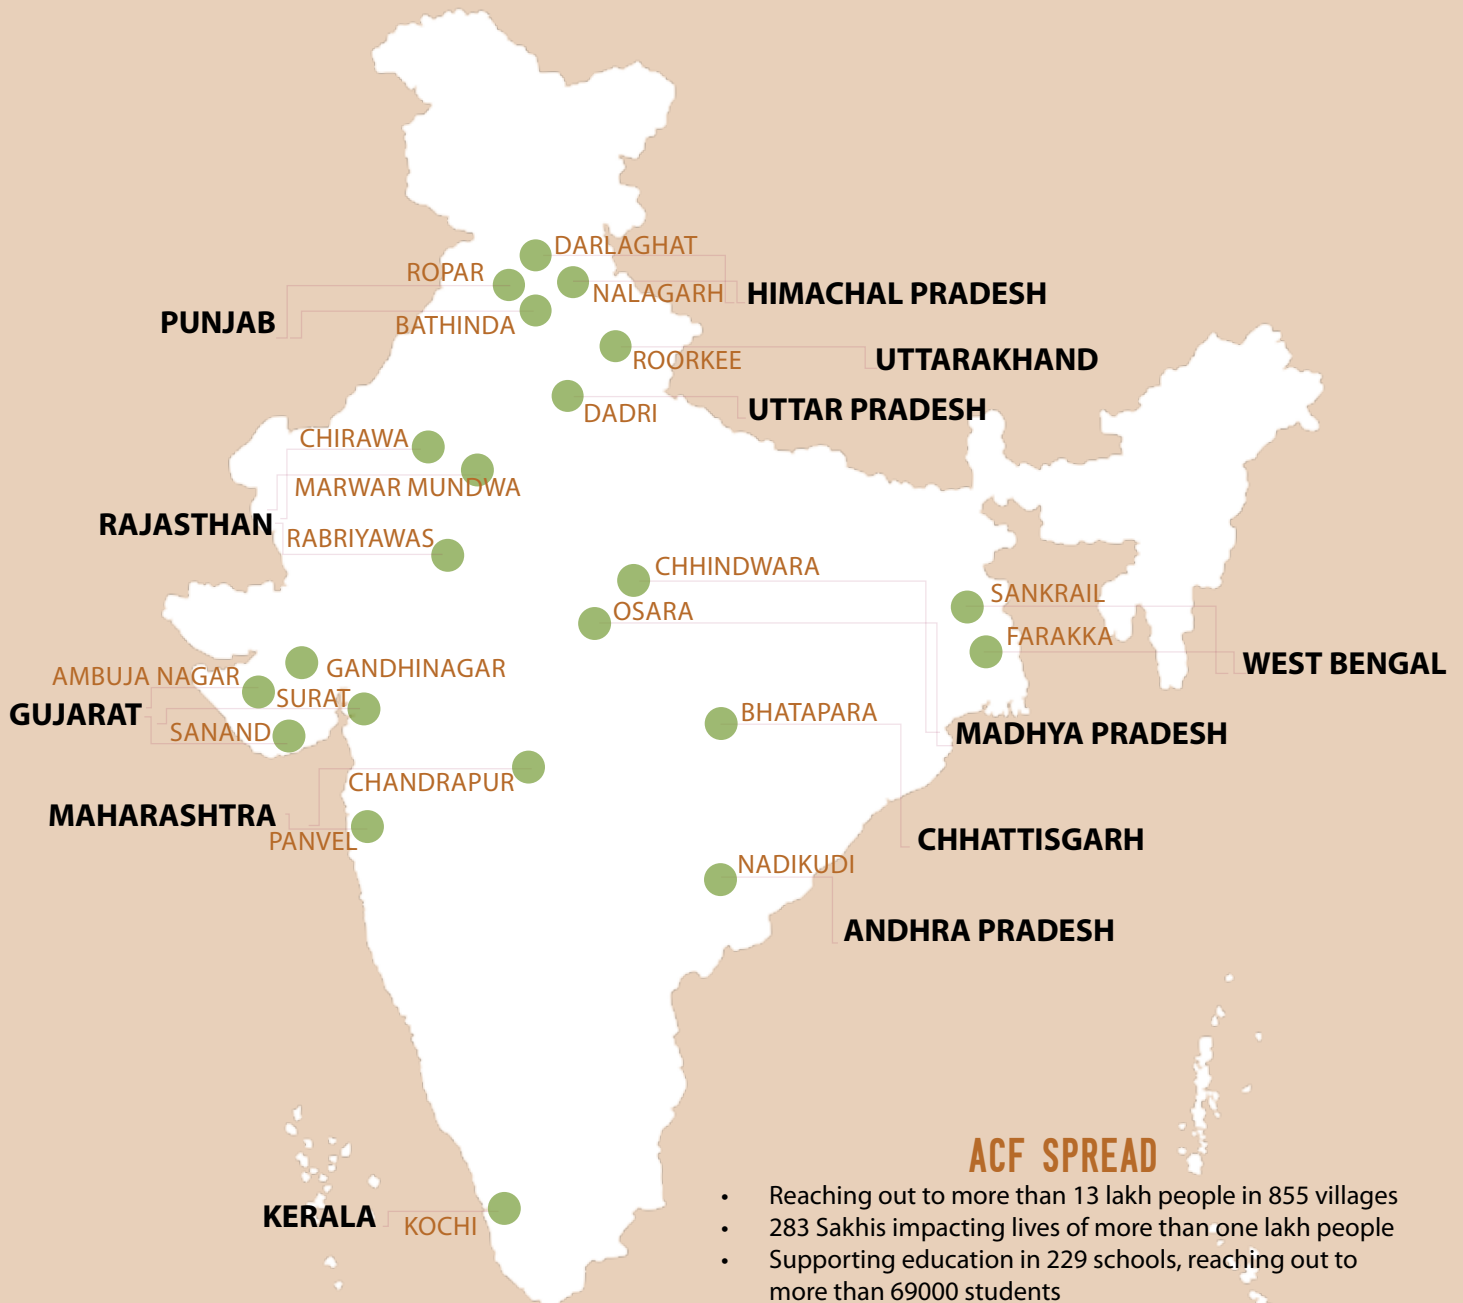 DARLAGHAT
ROPAR
NALAGARH
HIMACHAL PRADESH
PUNJAB
BATHINDA
ROORKEE
UTTARAKHAND
DADRI
UTTAR PRADESH
CHIRAWA
MARWAR MUNDWA
RAJASTHAN
RABRIYAWAS
CHHINDWARA
SANKRAIL
OSARA
FARAKKA
WEST BENGAL
AMBUJA NAGAR
GANDHINAGAR
SURAT
GUJARAT
SANAND
BHATAPARA
MADHYA PRADESH
CHANDRAPUR
MAHARASHTRA
PANVEL
CHHATTISGARH
NADIKUDI
ANDHRA PRADESH
KERALA
KOCHI
ACF SPREAD
• Reaching out to more than 13 lakh people in 855 villages
• 283 Sakhis impacting lives of more than one lakh people
• Supporting education in 229 schools, reaching out to
more than 69000 students